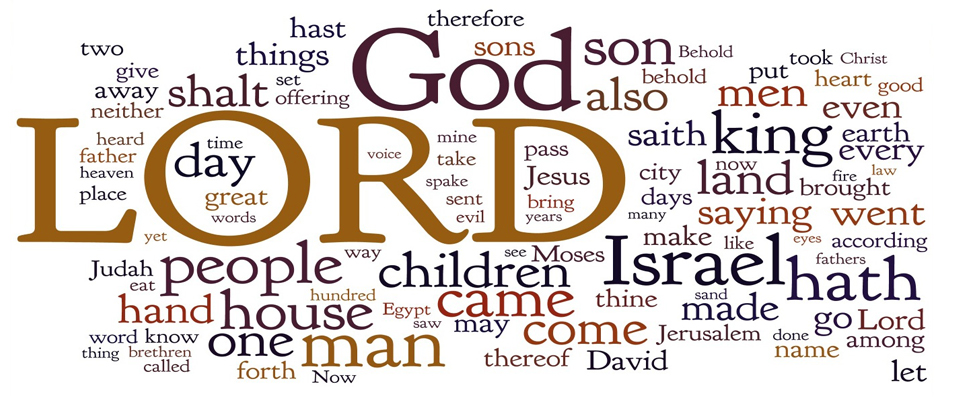 therefore
hast
two
things
God
sons
son
Behold
took
Christ
give
set
behold
put
heart
good
away
shalt
offering
also
men
even
neither
LORD
heard
time
mine
saith
king
earth
father
day
voice
take
pass
every
heaven
spake
Jesus
city
now
fire
law
place
great
sent
bring
days
land
brought
words
evil
years
many
saying
went
yet
way
see
Moses
make
like
eyes
according
Judah
people
children
Israel
fathers
hath
eat
hundred
sand
hand
house
Egypt
came
thine
made
go
Lord
saw
may
come
Jerusalem
done
among
word
know
one
man
thing
brethren
thereof
David
name
called
forth
Now
let